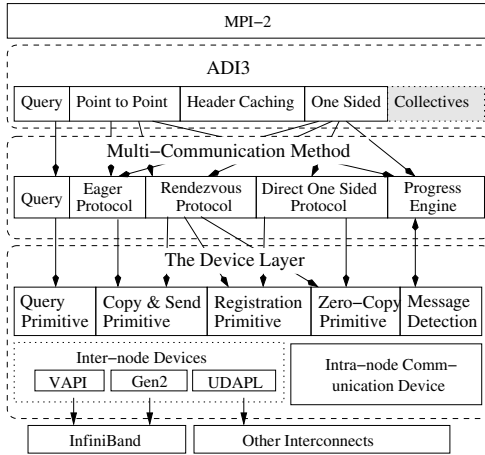 MPI−2
ADI3
Query Point to Point Header Caching One Sided Collectives
Multi−Communication Method
Query Eager Protocol Rendezvous Protocol Direct One Sided Protocol Progress Engine
The Device Layer
Query Primitive Copy & Send Primitive Registration Primitive Zero−Copy Primitive Message Detection
Inter−node Devices
VAPI Gen2 UDAPL
Intra−node Comm−
unication Device
InfiniBand Other Interconnects